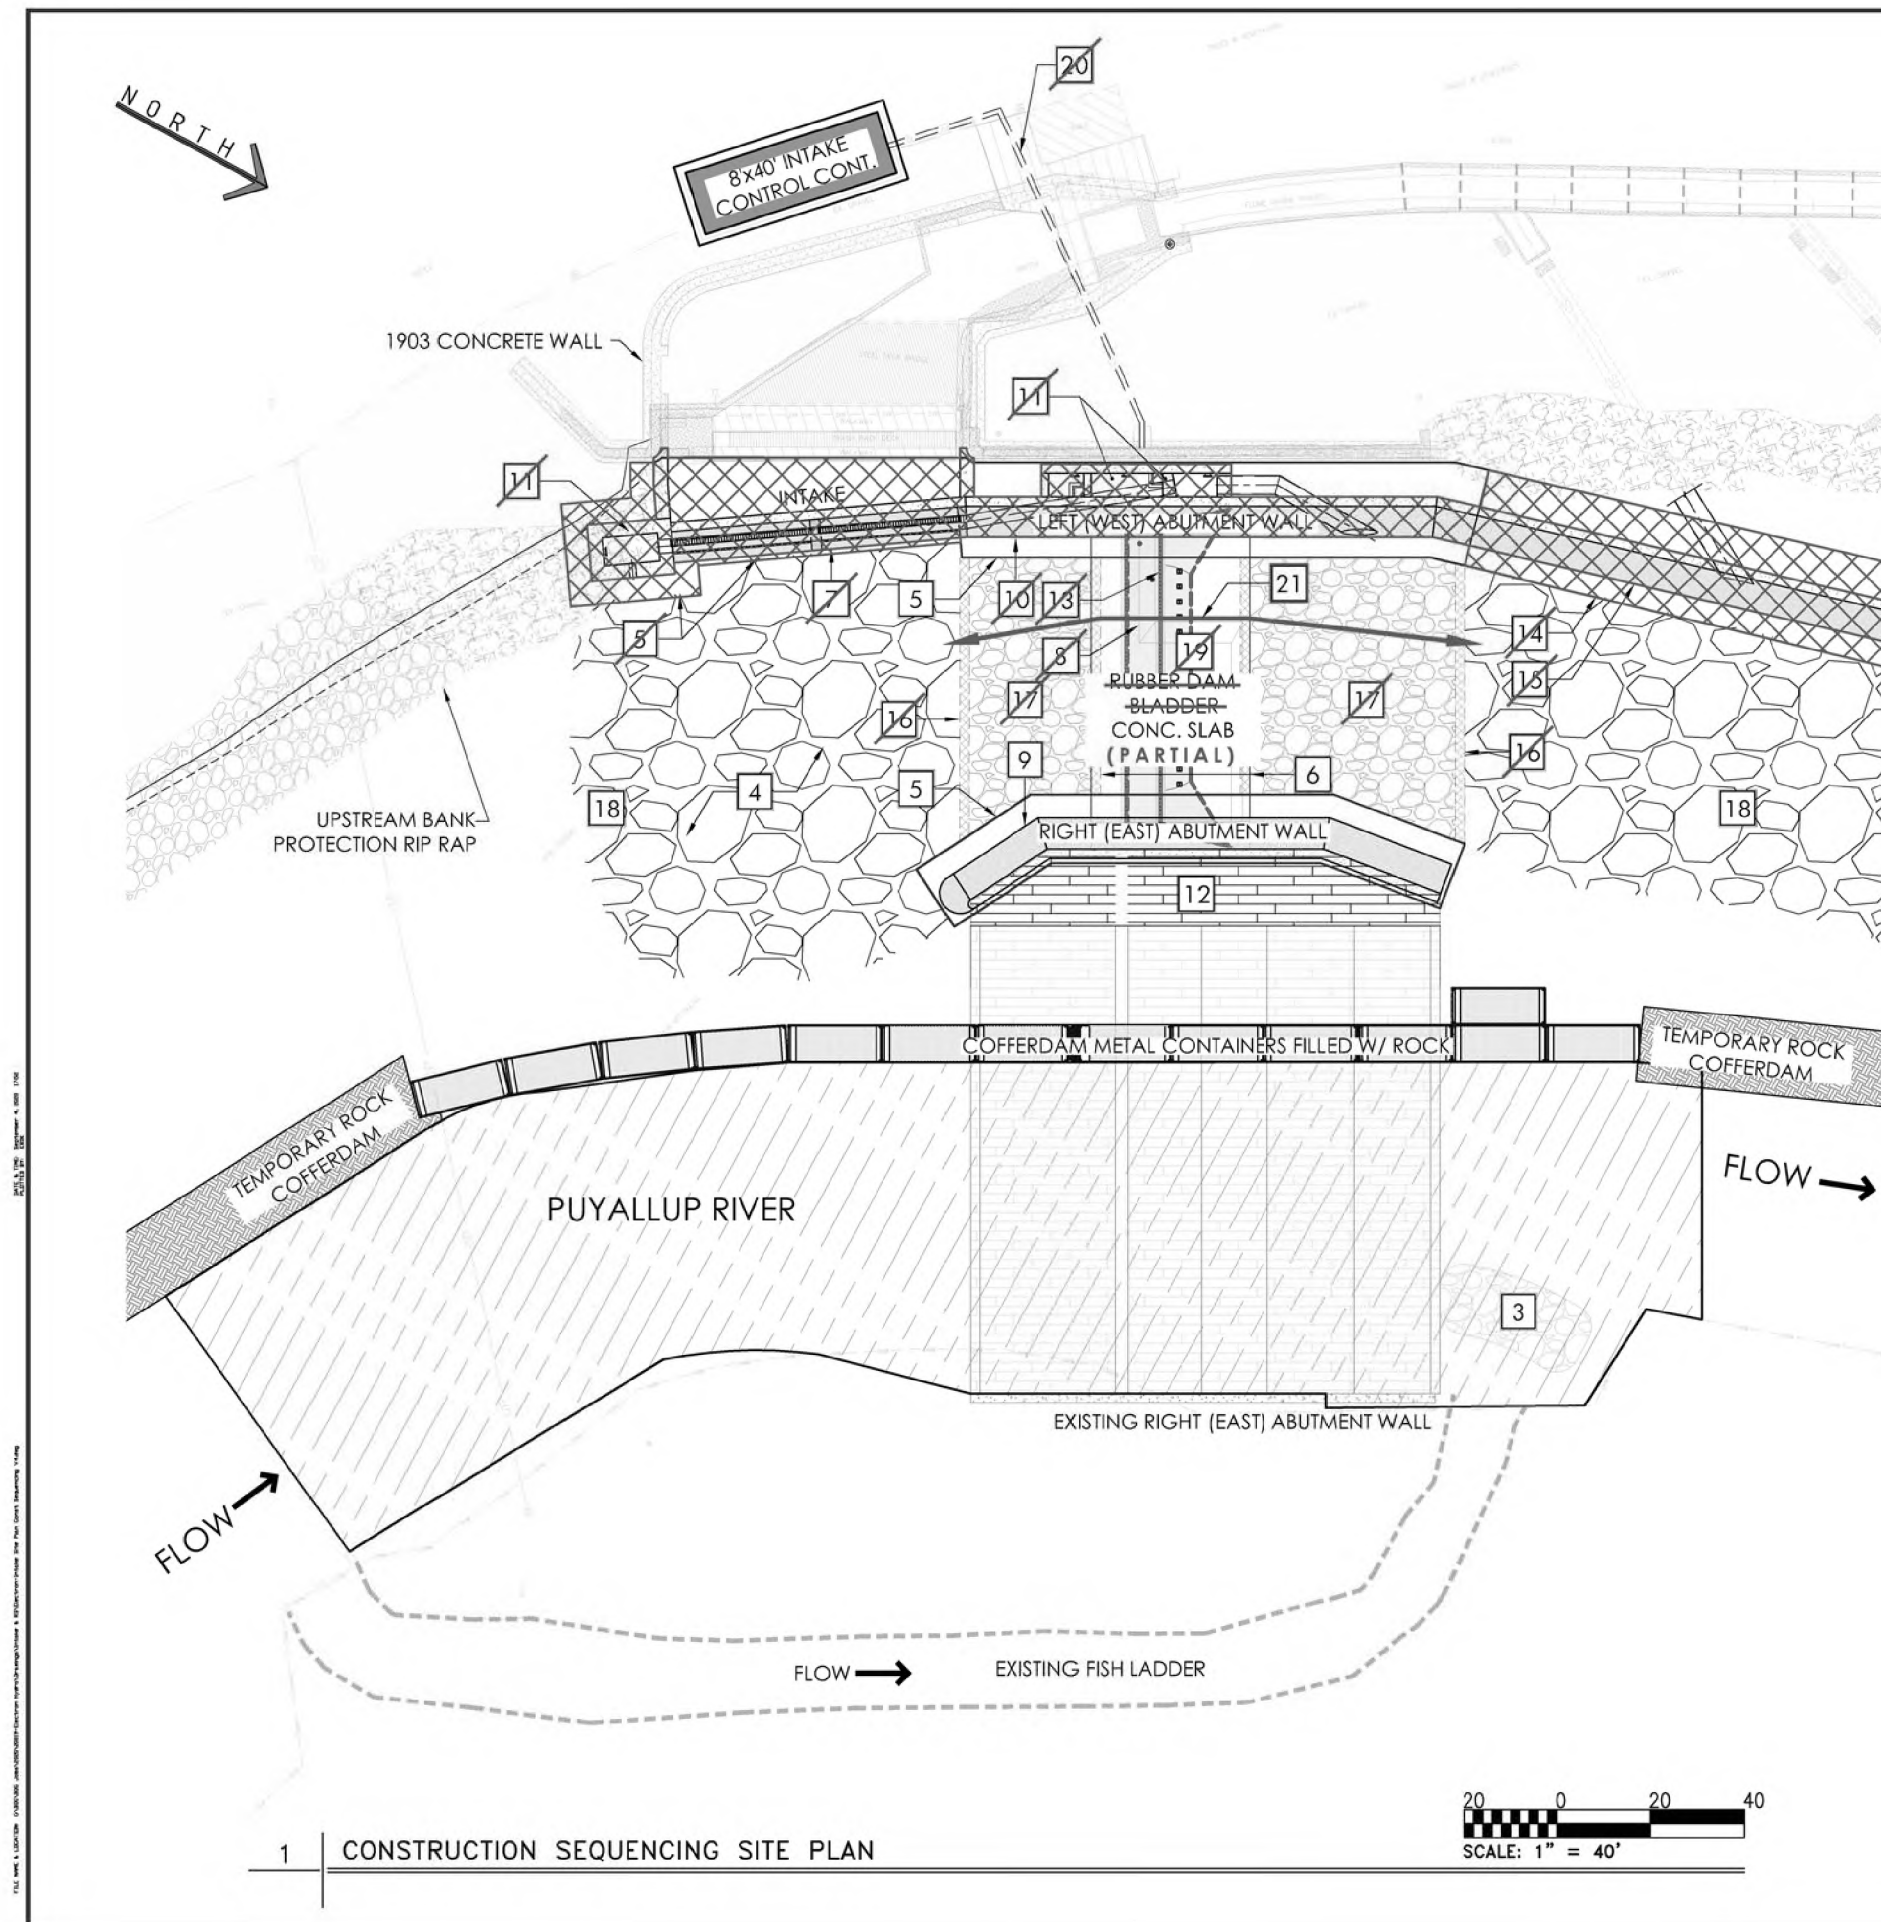 20
NORTH
8'x40' INTAKE
CONTROL CONT.
1903 CONCRETE WALL
11
11
INTAKE
LEFT (WEST) ABUTMENT WALL
5
7
5
10
13
21
8
19
14
15
RUBBER DAM
BLADDER
CONC. SLAB
(PARTIAL)
17
17
16
16
9
6
4
5
18
18
UPSTREAM BANK
PROTECTION RIP RAP
RIGHT (EAST) ABUTMENT WALL
12
COFFERDAM METAL CONTAINERS FILLED W/ ROCK
TEMPORARY ROCK
COFFERDAM
TEMPORARY ROCK
COFFERDAM
PUYALLUP RIVER
FLOW
3
EXISTING RIGHT (EAST) ABUTMENT WALL
FLOW
FLOW
EXISTING FISH LADDER
20 0 20 40
SCALE: 1" = 40'
1 CONSTRUCTION SEQUENCING SITE PLAN